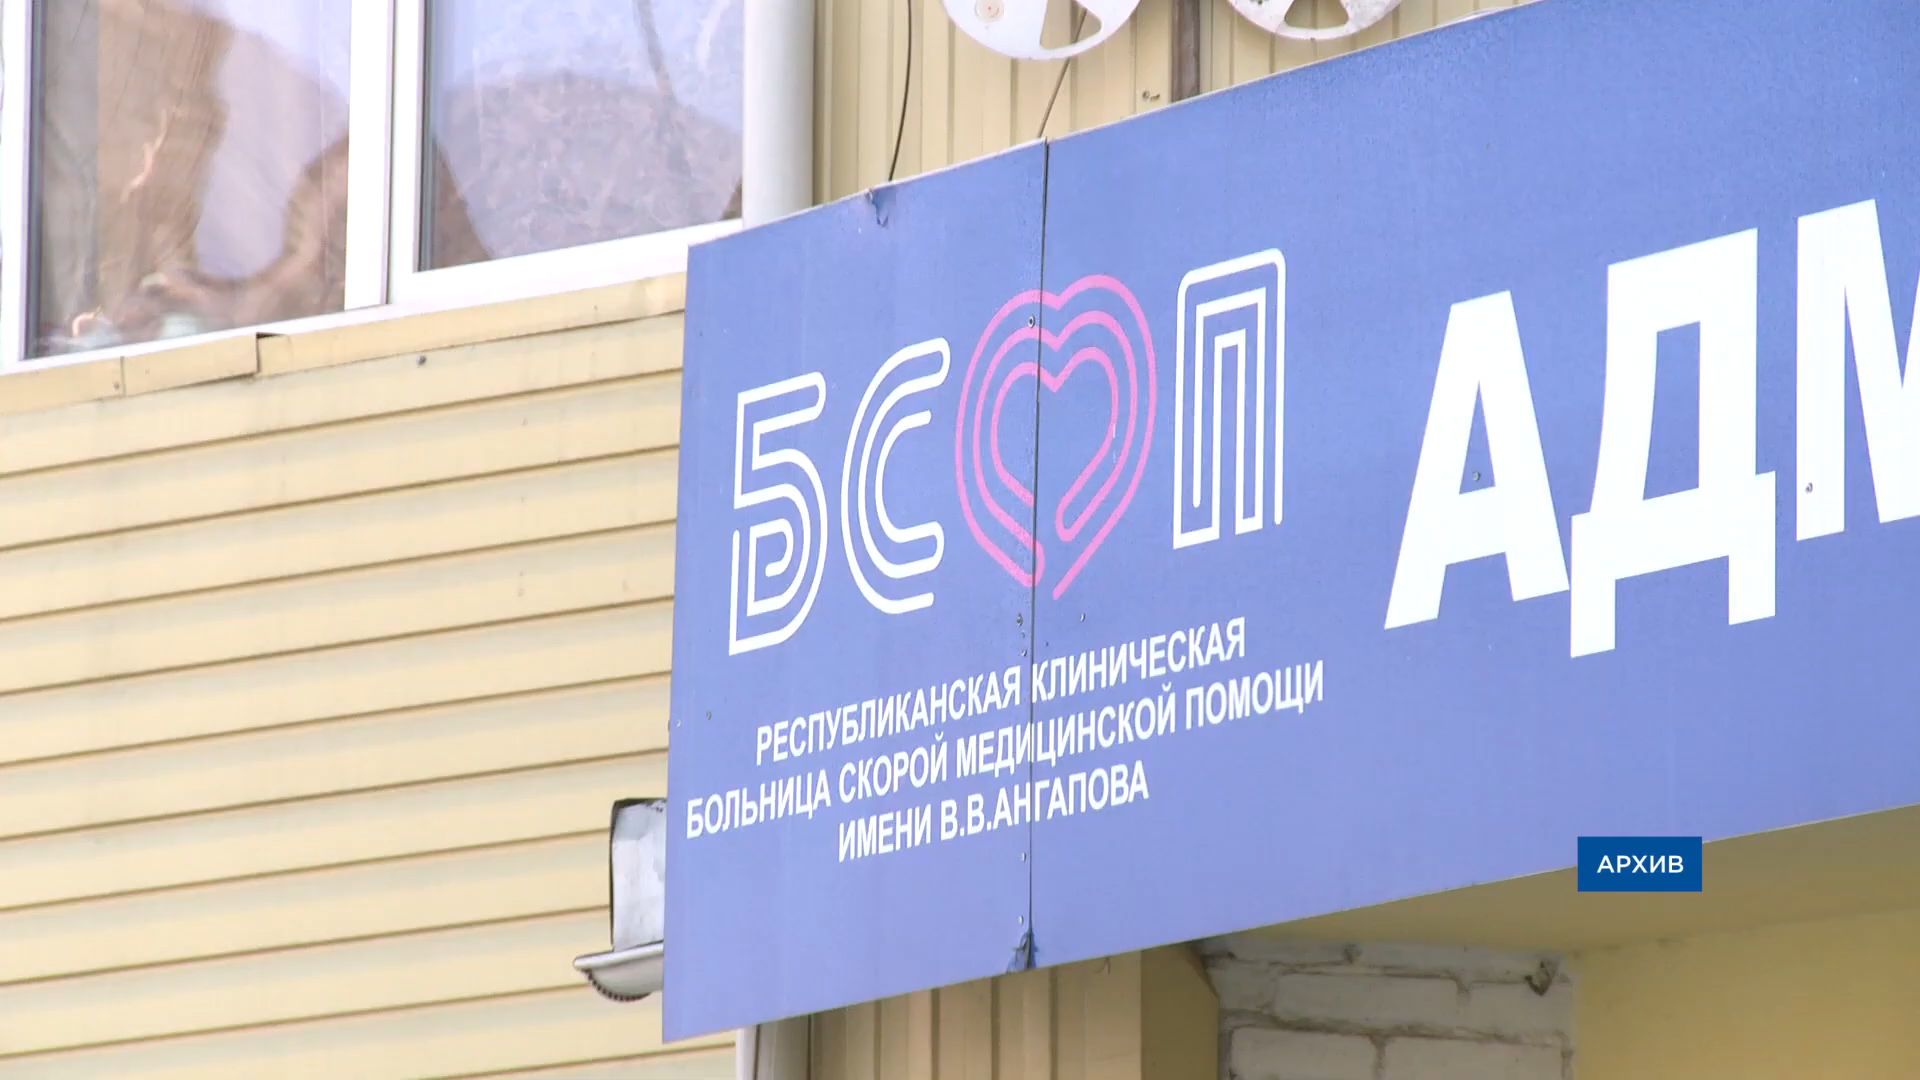 БСМП
РЕСПУБЛИКАНСКАЯ КЛИНИЧЕСКАЯ
БОЛЬНИЦА СКОРОЙ МЕДИЦИНСКОЙ ПОМОЩИ
ИМЕНИ В.В.АНГАПОВА
АДМ
АРХИВ